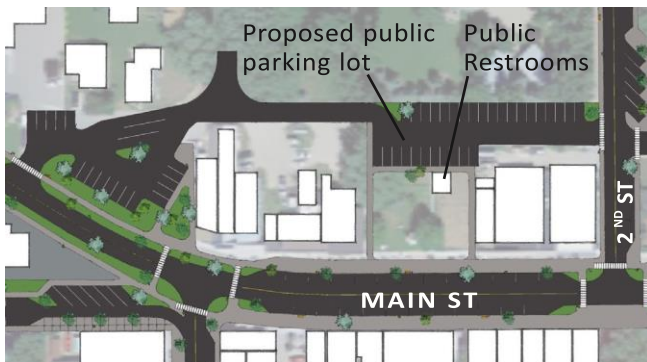 Proposed public
parking lot
Public
Restrooms
2ND ST
MAIN ST